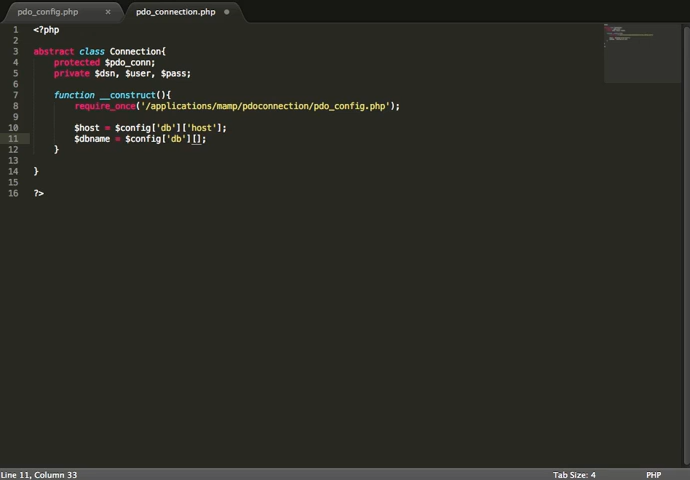 pdo_config.php × pdo_connection.php
1 <?php
2
3 abstract class Connection{
4 protected $pdo_conn;
5 private $dsn, $user, $pass;
6
7 function __construct(){
8 require_once('/applications/mamp/pdoconnection/pdo_config.php');
9
10 $host = $config['db']['host'];
11 $dbname = $config['db'][];
12 }
13
14 }
15
16 ?>
Line 11, Column 33 Tab Size: 4 PHP